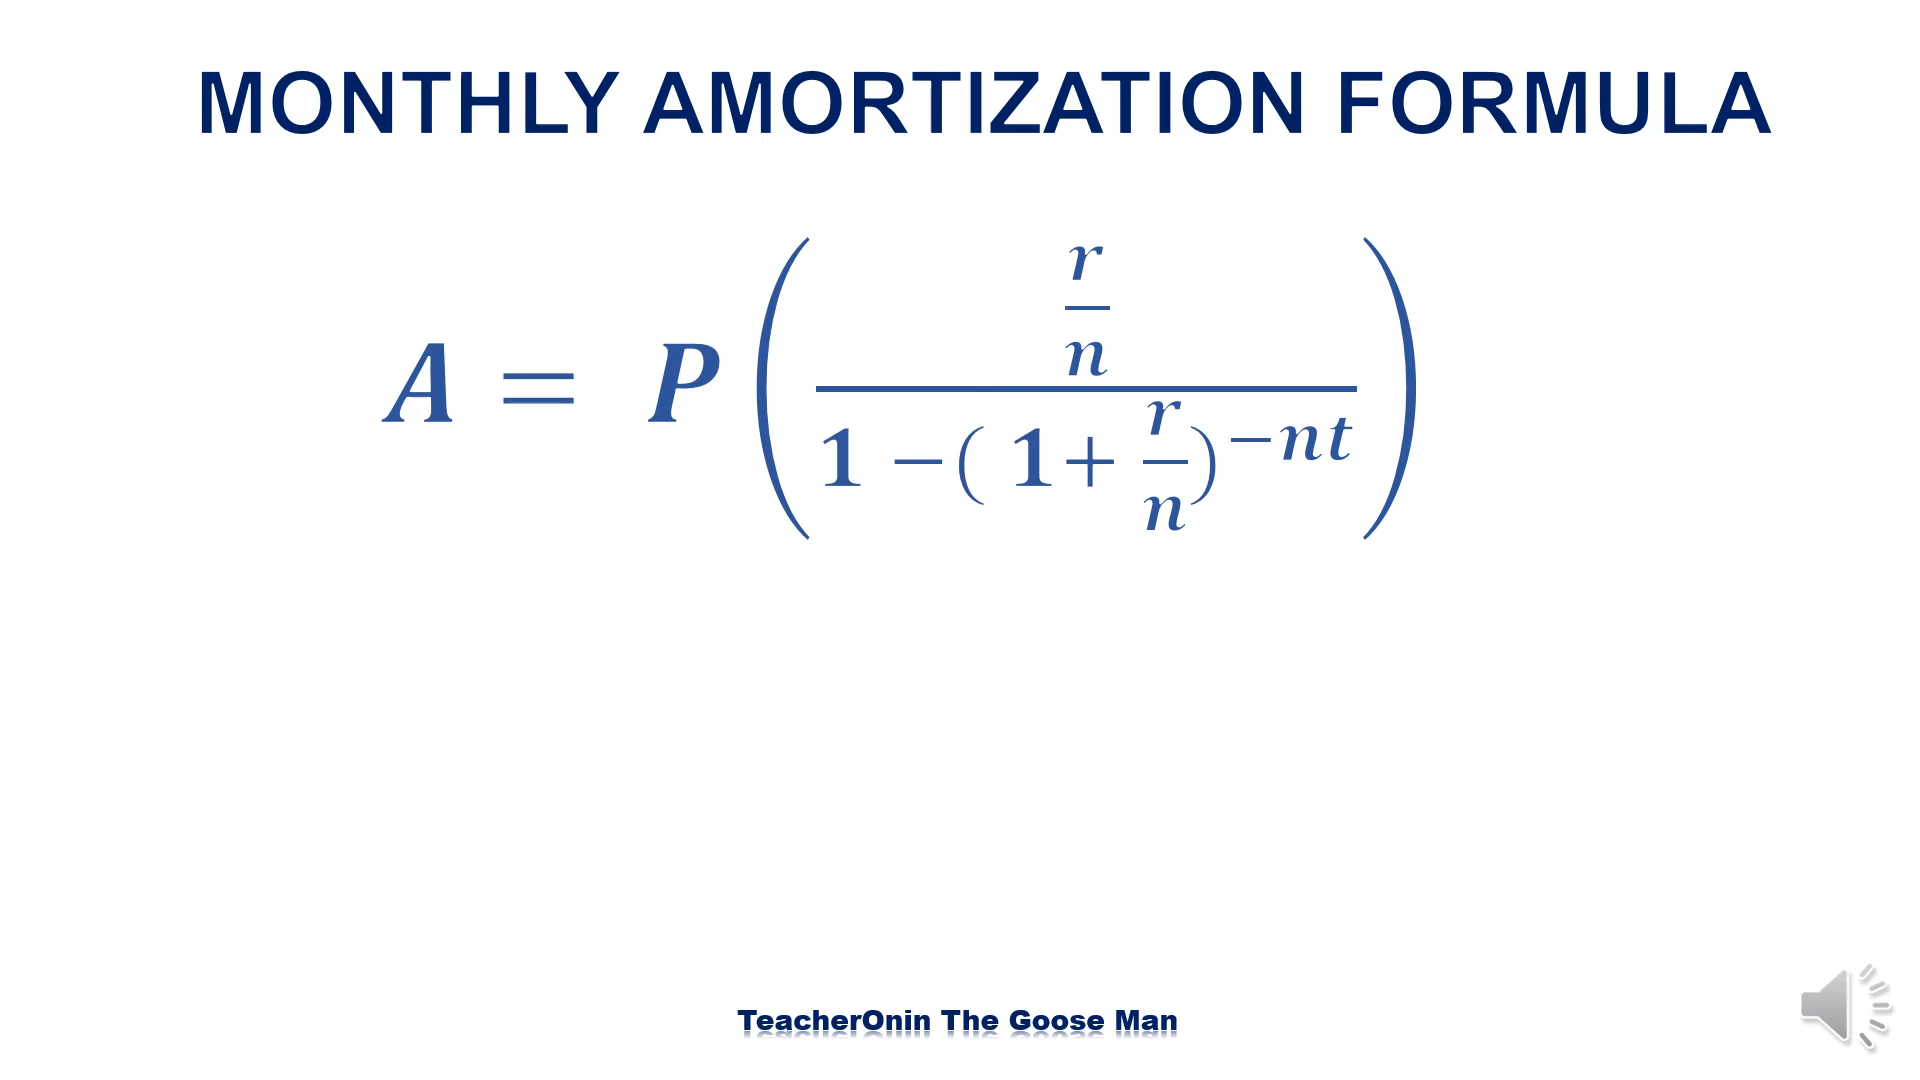 MONTHLY AMORTIZATION FORMULA
A = P ( (r/n) / (1 − ( 1+ r/n)^(−nt)) )
TeacherOnin The Goose Man